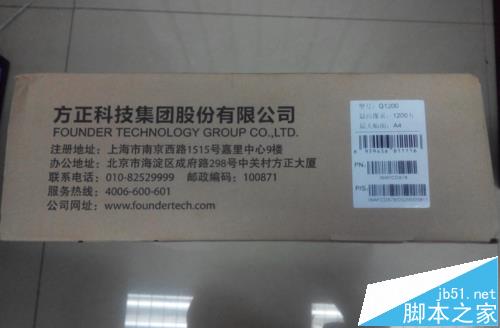 方正科技集团股份有限公司
FOUNDER TECHNOLOGY GROUP CO.,LTD.
注册地址：上海市南京西路1515号嘉里中心9楼
办公地址：北京市海淀区成府路298号中关村方正大厦
联系电话：010-82529999 邮政编码：100871
服务热线：4006-600-601
公司网址：www.foundertech.com
型号：Q1200
A4
PN:
P/S:
jb51.net
脚本之家